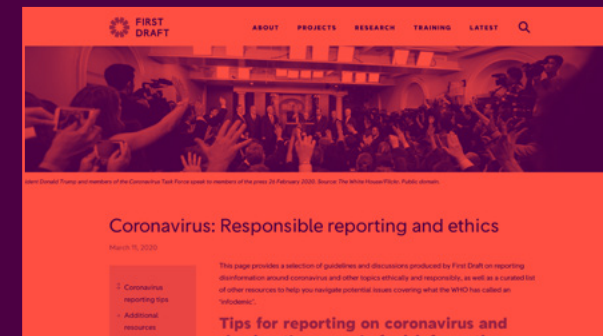 FIRST
DRAFT
ABOUT PROJECTS RESEARCH TRAINING LATEST
ident Donald Trump and members of the Coronavirus Task Force speak to members of the press 26 February 2020. Source: The White House/Flickr. Public domain.
Coronavirus: Responsible reporting and ethics
March 11, 2020
Coronavirus
reporting tips
Additional
resources
This page provides a selection of guidelines and discussions produced by First Draft on reporting
disinformation around coronavirus and other topics ethically and responsibly, as well as a curated list
of other resources to help you navigate potential issues covering what the WHO has called an
'infodemic'.
Tips for reporting on coronavirus and